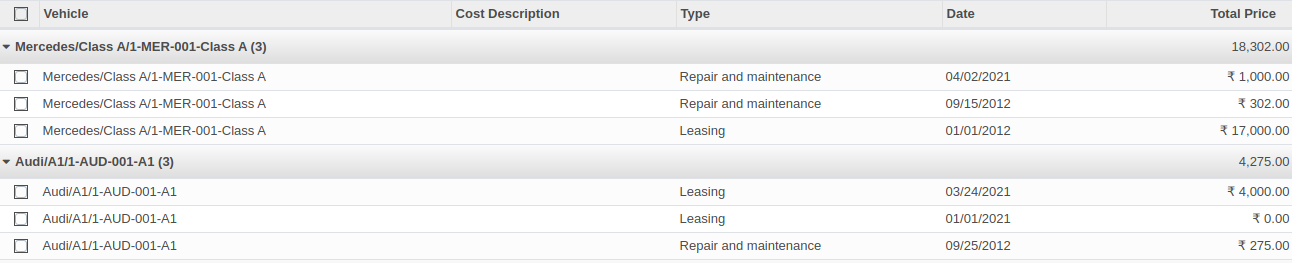 Vehicle Cost Description Type Date Total Price
Mercedes/Class A/1-MER-001-Class A (3) 18,302.00
Mercedes/Class A/1-MER-001-Class A Repair and maintenance 04/02/2021 ₹ 1,000.00
Mercedes/Class A/1-MER-001-Class A Repair and maintenance 09/15/2012 ₹ 302.00
Mercedes/Class A/1-MER-001-Class A Leasing 01/01/2012 ₹ 17,000.00
Audi/A1/1-AUD-001-A1 (3) 4,275.00
Audi/A1/1-AUD-001-A1 Leasing 03/24/2021 ₹ 4,000.00
Audi/A1/1-AUD-001-A1 Leasing 01/01/2021 ₹ 0.00
Audi/A1/1-AUD-001-A1 Repair and maintenance 09/25/2012 ₹ 275.00